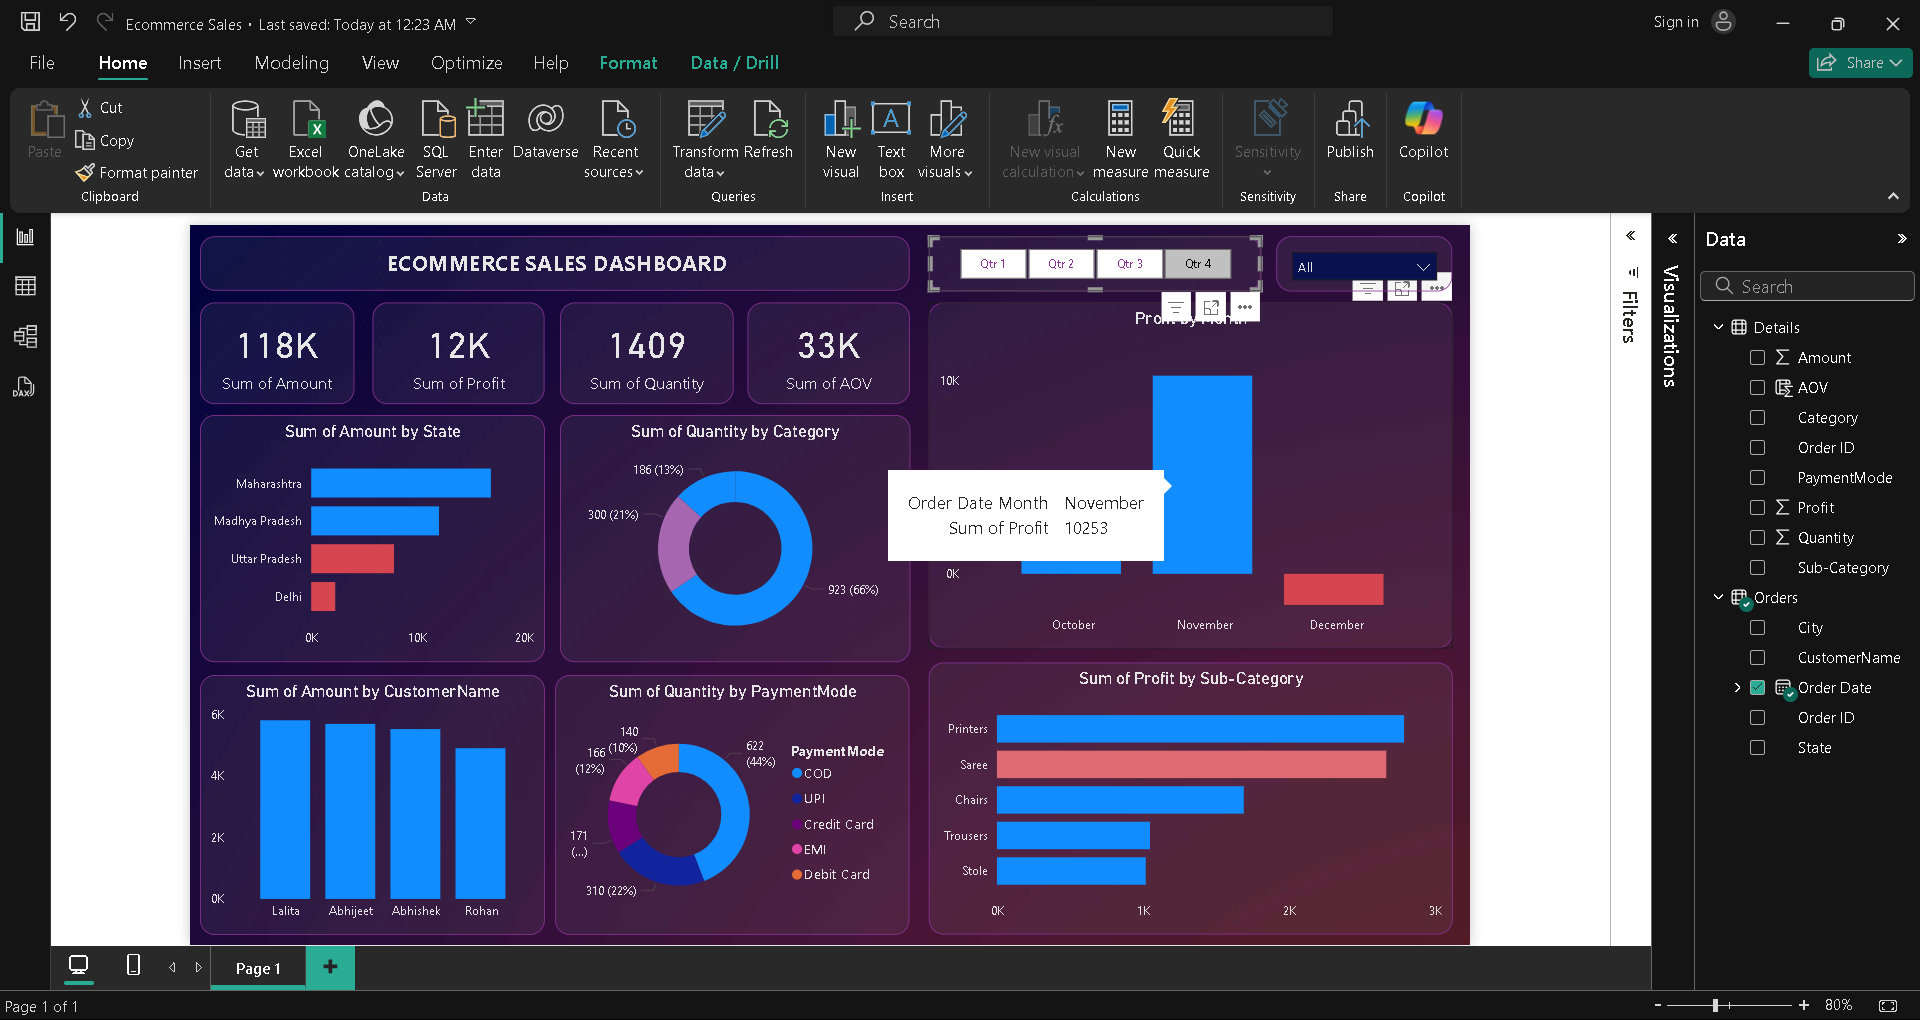 Ecommerce Sales • Last saved: Today at 12:23 AM
Search
Sign in
File
Home
Insert
Modeling
View
Optimize
Help
Format
Data / Drill
Share
Paste
Cut
Copy
Format painter
Clipboard
Get data
Excel workbook
OneLake catalog
SQL Server
Enter data
Dataverse
Recent sources
Data
Transform data
Refresh
Queries
New visual
Text box
More visuals
Insert
New visual calculation
New measure
Quick measure
Calculations
Sensitivity
Sensitivity
Publish
Share
Copilot
Copilot
ECOMMERCE SALES DASHBOARD
Qtr 1
Qtr 2
Qtr 3
Qtr 4
All
118K
Sum of Amount
12K
Sum of Profit
1409
Sum of Quantity
33K
Sum of AOV
Sum of Amount by State
Maharashtra
Madhya Pradesh
Uttar Pradesh
Delhi
0K
10K
20K
Sum of Quantity by Category
186 (13%)
300 (21%)
923 (66%)
Profit by Month
10K
0K
October
November
December
Order Date Month November
Sum of Profit 10253
Sum of Amount by CustomerName
6K
4K
2K
0K
Lalita
Abhijeet
Abhishek
Rohan
Sum of Quantity by PaymentMode
140
(10%)
166
(12%)
171
(...)
310 (22%)
622
(44%)
PaymentMode
COD
UPI
Credit Card
EMI
Debit Card
Sum of Profit by Sub-Category
Printers
Saree
Chairs
Trousers
Stole
0K
1K
2K
3K
Filters
Visualizations
Data
Search
Details
Amount
AOV
Category
Order ID
PaymentMode
Profit
Quantity
Sub-Category
Orders
City
CustomerName
Order Date
Order ID
State
DAX
Page 1
Page 1 of 1
80%